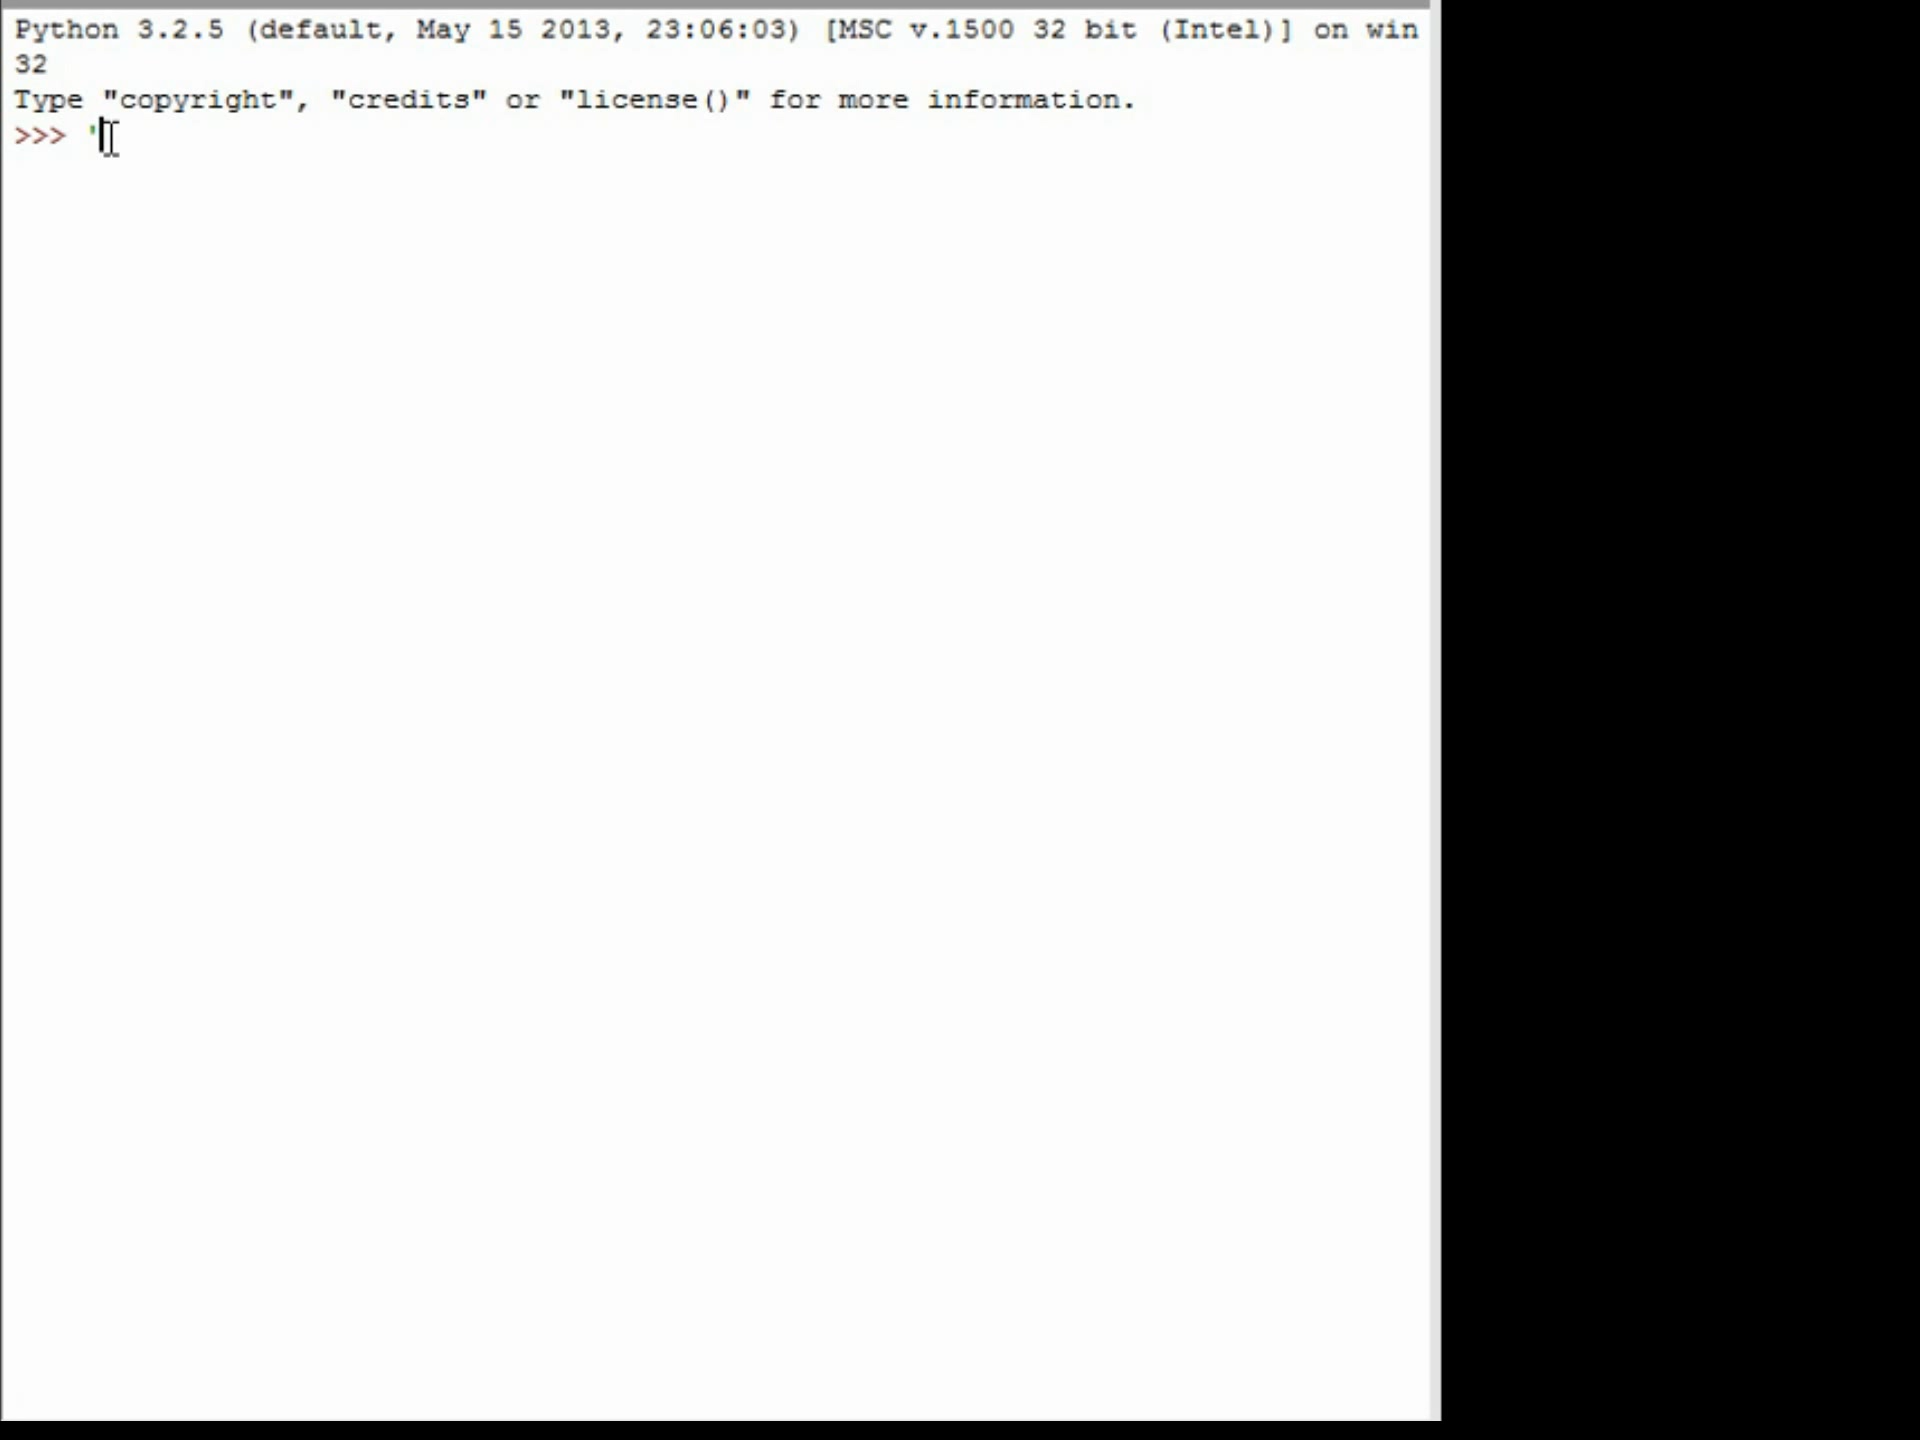 Python 3.2.5 (default, May 15 2013, 23:06:03) [MSC v.1500 32 bit (Intel)] on win
32
Type "copyright", "credits" or "license()" for more information.
>>> '